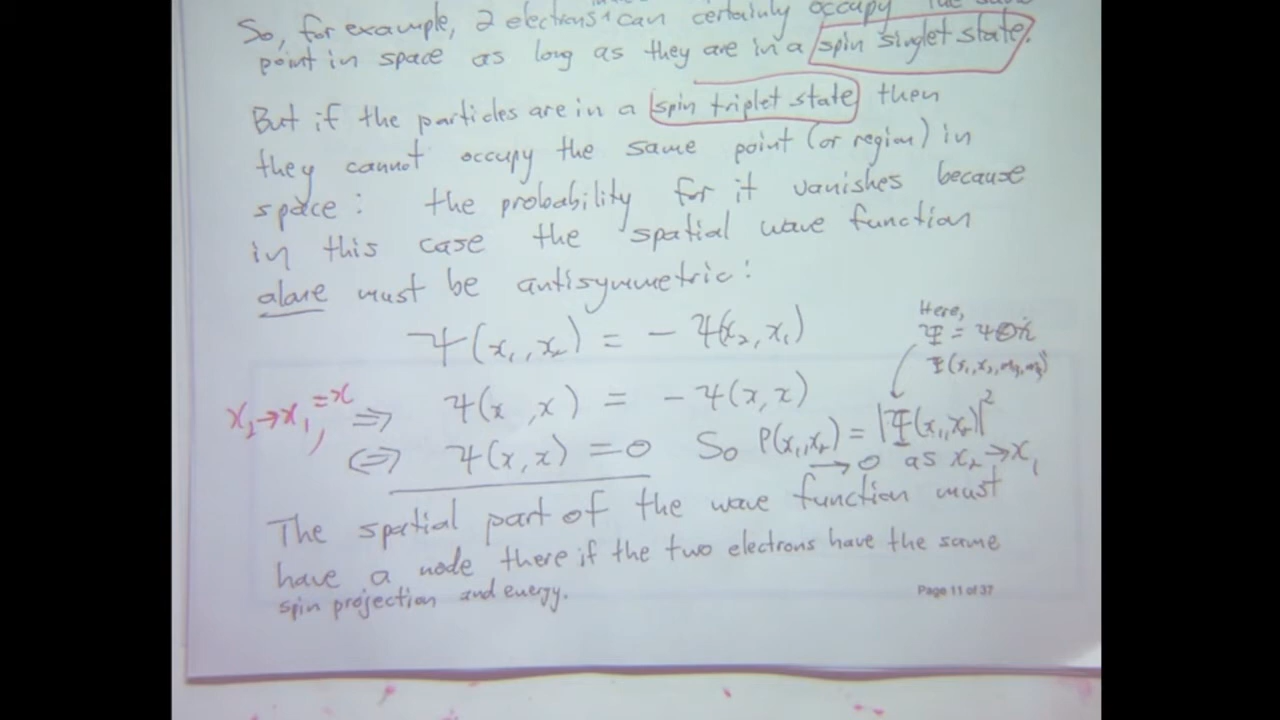 So, for example, 2 electrons can certainly occupy the same
point in space as long as they are in a spin singlet state.
But if the particles are in a spin triplet state then
they cannot occupy the same point (or region) in
space: the probability for it vanishes because
in this case the spatial wave function
alone must be antisymmetric:
Ψ(x₁, x₂) = - Ψ(x₂, x₁)
Here,
x₂→x₁ =x, ⇒ Ψ(x, x) = - Ψ(x, x)
⇔ Ψ(x, x) = 0 So P(x₁, x₂) = |Ψ(x₁, x₂)|²
→ 0 as x₂ → x₁
The spatial part of the wave function must
have a node there if the two electrons have the same
spin projection and energy.
Page 11 of 37